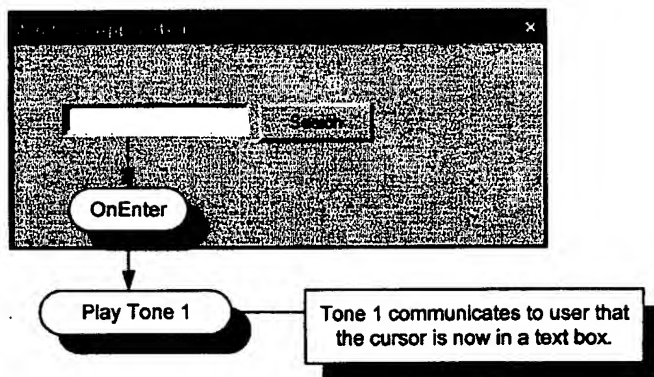 ×
Search
OnEnter
Play Tone 1
Tone 1 communicates to user that
the cursor is now in a text box.